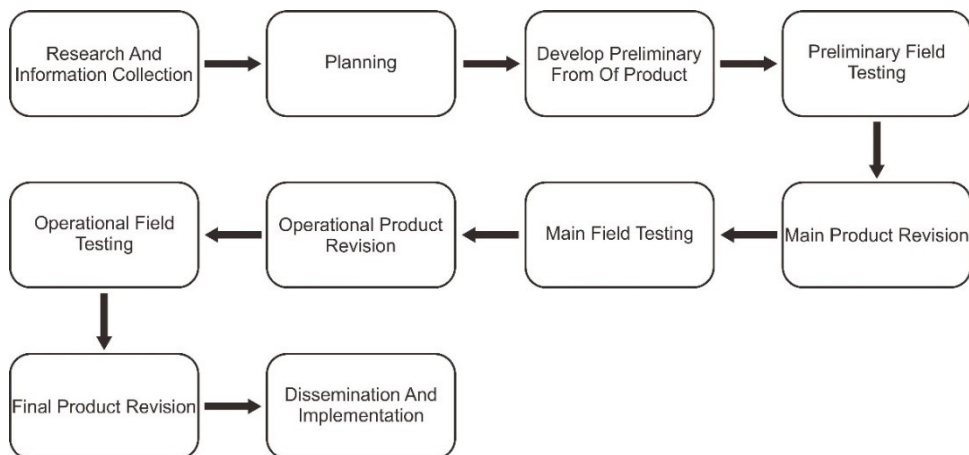 Research And
Information Collection
Planning
Develop Preliminary
From Of Product
Preliminary Field
Testing
Main Product Revision
Main Field Testing
Operational Product
Revision
Operational Field
Testing
Final Product Revision
Dissemination And
Implementation